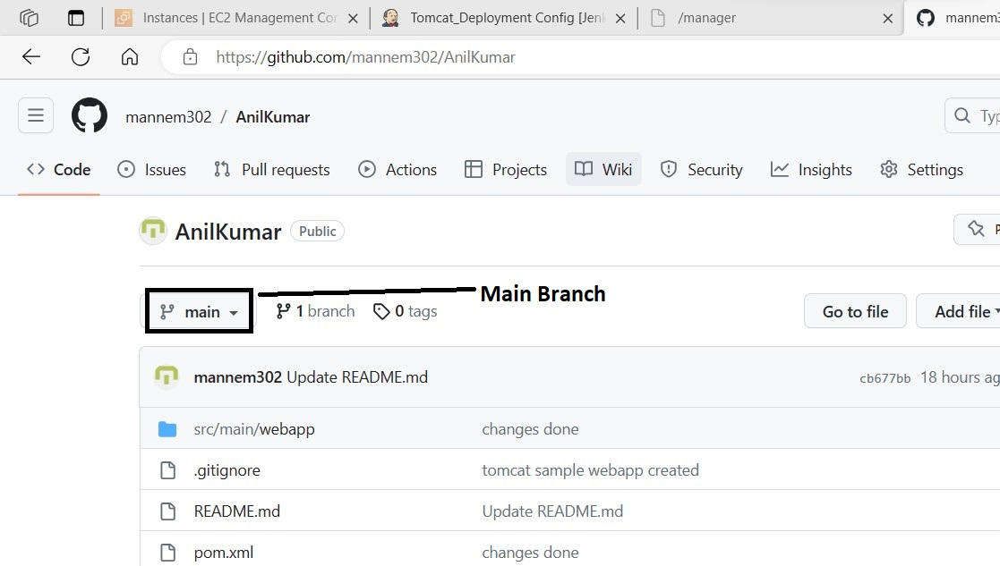 Instances | EC2 Management Con
Tomcat_Deployment Config [Jenk
/manager
mannem3
https://github.com/mannem302/AnilKumar
mannem302 / AnilKumar
Typ
Code Issues Pull requests Actions Projects Wiki Security Insights Settings
AnilKumar Public
P
Main Branch
main 1 branch 0 tags
Go to file Add file
mannem302 Update README.md cb677bb 18 hours ag
src/main/webapp changes done
.gitignore tomcat sample webapp created
README.md Update README.md
pom.xml changes done